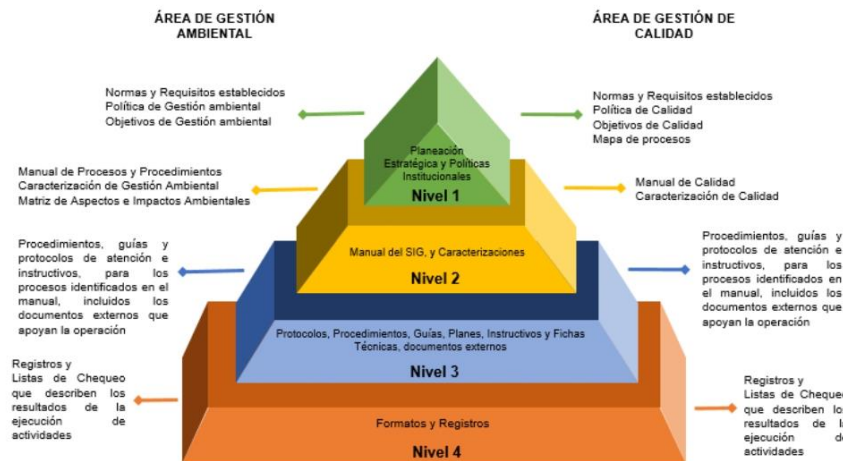 ÁREA DE GESTIÓN
AMBIENTAL
ÁREA DE GESTIÓN DE
CALIDAD
Normas y Requisitos establecidos
Política de Gestión ambiental
Objetivos de Gestión ambiental
Normas y Requisitos establecidos
Política de Calidad
Objetivos de Calidad
Mapa de procesos
Planeación
Estratégica y Políticas
Institucionales
Nivel 1
Manual de Procesos y Procedimientos
Caracterización de Gestión Ambiental
Matriz de Aspectos e Impactos Ambientales
Manual de Calidad
Caracterización de Calidad
Manual del SIG, y Caracterizaciones
Nivel 2
Procedimientos, guías y
protocolos de atención e
instructivos, para los
procesos identificados en el
manual, incluidos los
documentos externos que
apoyan la operación
Procedimientos, guías y
protocolos de atención e
instructivos, para los
procesos identificados en
el manual, incluidos los
documentos externos que
apoyan la operación
Protocolos, Procedimientos, Guías, Planes, Instructivos y Fichas
Técnicas, documentos externos
Nivel 3
Registros y
Listas de Chequeo
que describen los
resultados de la
ejecución de
actividades
Registros y
Listas de Chequeo
que describen los
resultados de la
ejecución de
actividades
Formatos y Registros
Nivel 4